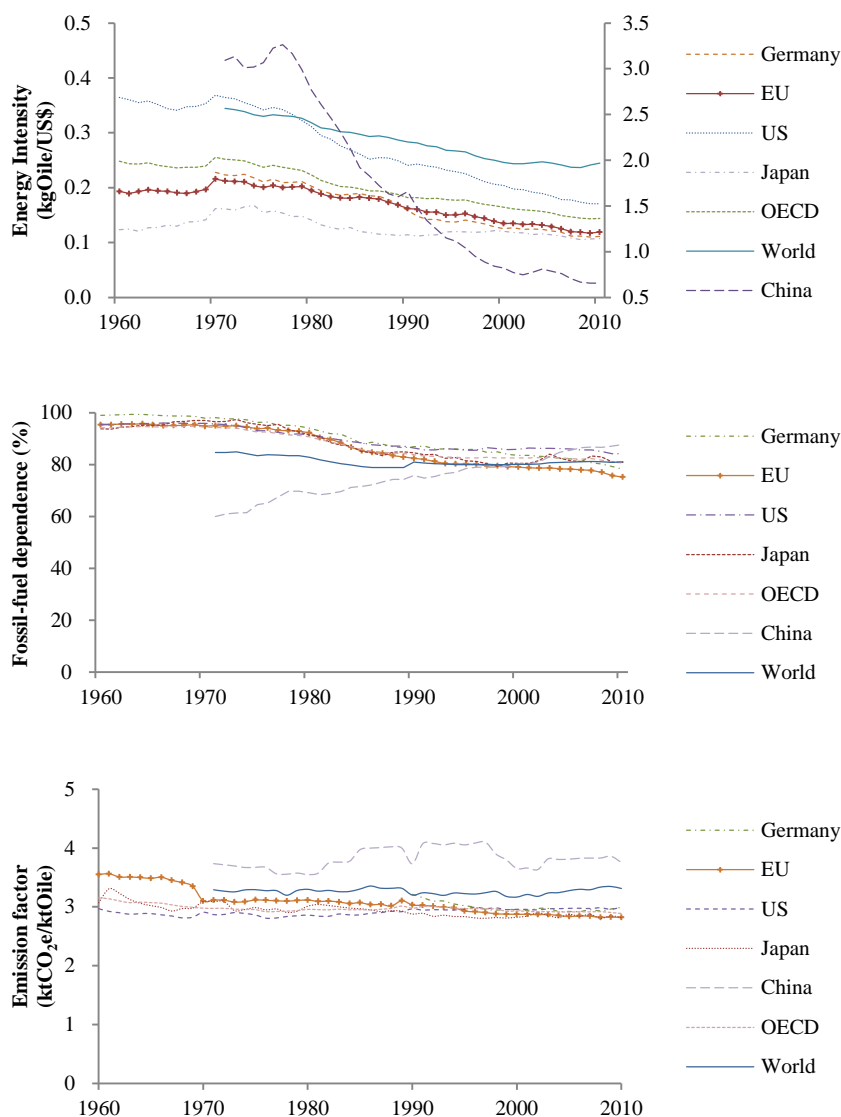 Energy Intensity
(kgOile/US$)
0.5
0.4
0.3
0.2
0.1
0.0
3.5
3.0
2.5
2.0
1.5
1.0
0.5
1960 1970 1980 1990 2000 2010
Germany
EU
US
Japan
OECD
World
China
Fossil-fuel dependence (%)
100
80
60
40
20
0
1960 1970 1980 1990 2000 2010
Germany
EU
US
Japan
OECD
China
World
Emission factor
(ktCO₂e/ktOile)
5
4
3
2
1
0
1960 1970 1980 1990 2000 2010
Germany
EU
US
Japan
China
OECD
World